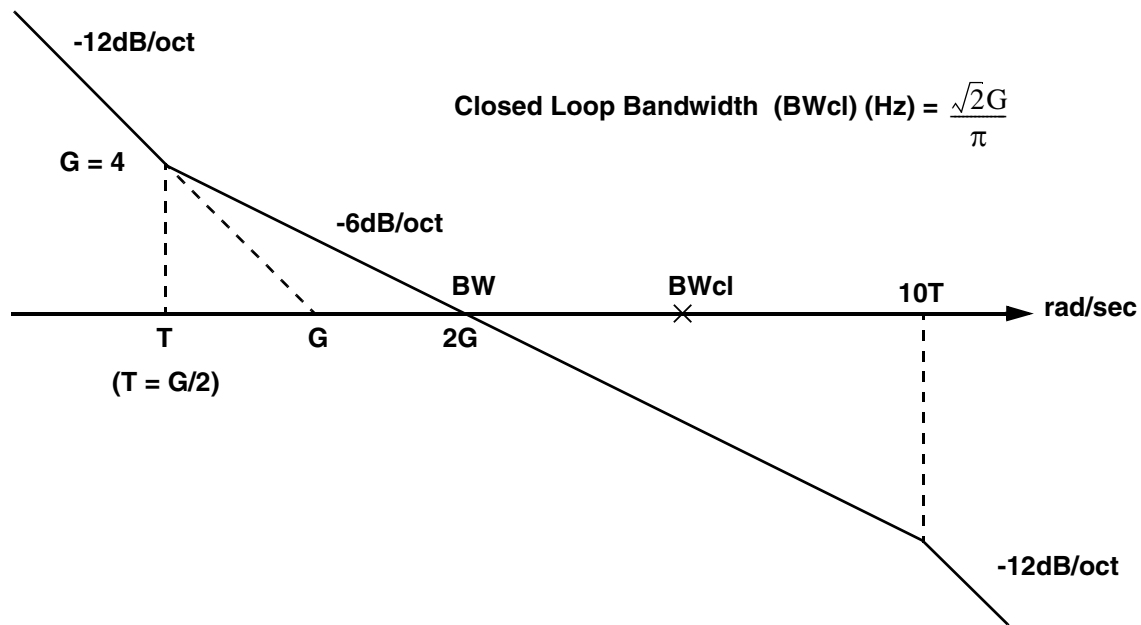 -12dB/oct
Closed Loop Bandwidth (BWcl) (Hz) = √2G
π
G = 4
-6dB/oct
BW
BWcl
10T
rad/sec
T
G
2G
(T = G/2)
-12dB/oct